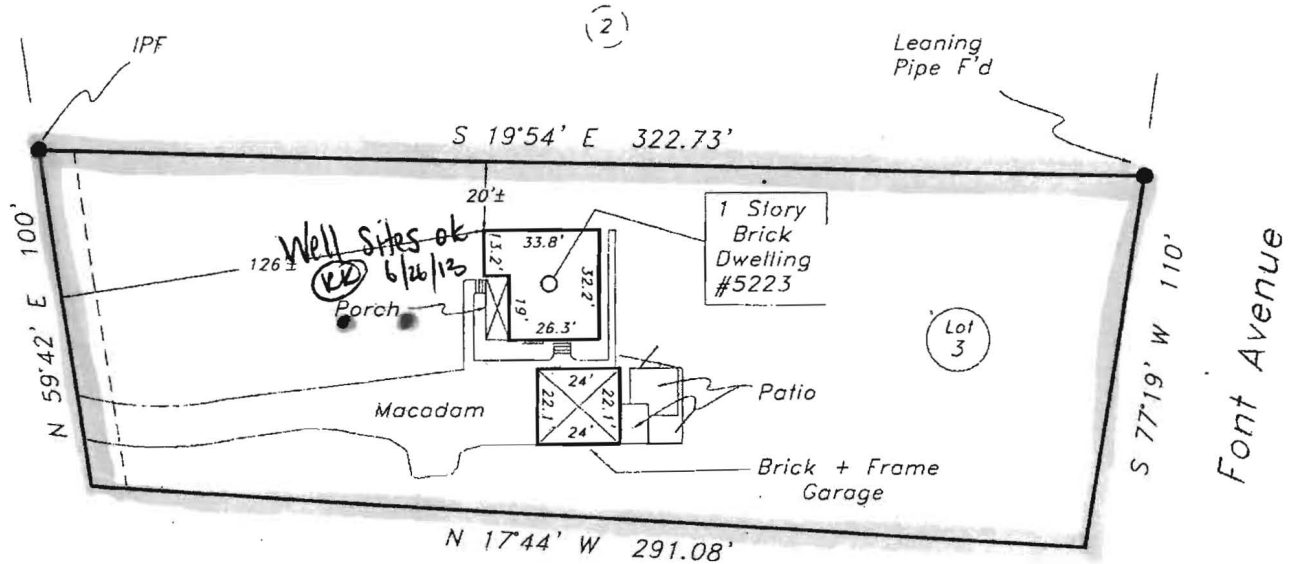 2
IPF
Leaning
Pipe F'd
S 19°54' E 322.73'
20'±
1 Story
Brick
Dwelling
#5223
Well Sites ok
KK 6/26/13
126'±
13.2'
33.8'
32.2'
Porch
19'
26.3'
Lot
3
N 59°42' E 100'
S 77°19' W 110'
Font Avenue
24'
22.1'
22.1'
24'
Macadam
Patio
Brick + Frame
Garage
N 17°44' W 291.08'